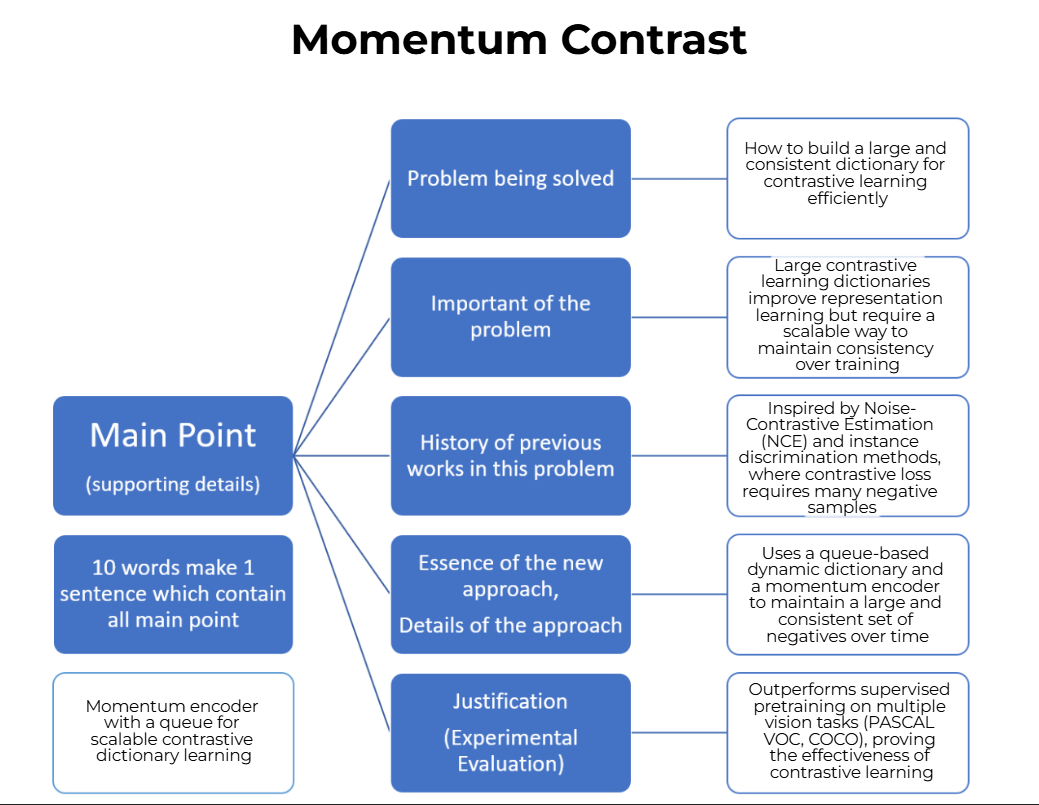 Momentum Contrast
Problem being solved
How to build a large and
consistent dictionary for
contrastive learning
efficiently
Important of the
problem
Large contrastive
learning dictionaries
improve representation
learning but require a
scalable way to
maintain consistency
over training
Main Point
(supporting details)
History of previous
works in this problem
Inspired by Noise-
Contrastive Estimation
(NCE) and instance
discrimination methods,
where contrastive loss
requires many negative
samples
10 words make 1
sentence which contain
all main point
Essence of the new
approach,
Details of the approach
Uses a queue-based
dynamic dictionary and
a momentum encoder
to maintain a large and
consistent set of
negatives over time
Momentum encoder
with a queue for
scalable contrastive
dictionary learning
Justification
(Experimental
Evaluation)
Outperforms supervised
pretraining on multiple
vision tasks (PASCAL
VOC, COCO), proving
the effectiveness of
contrastive learning